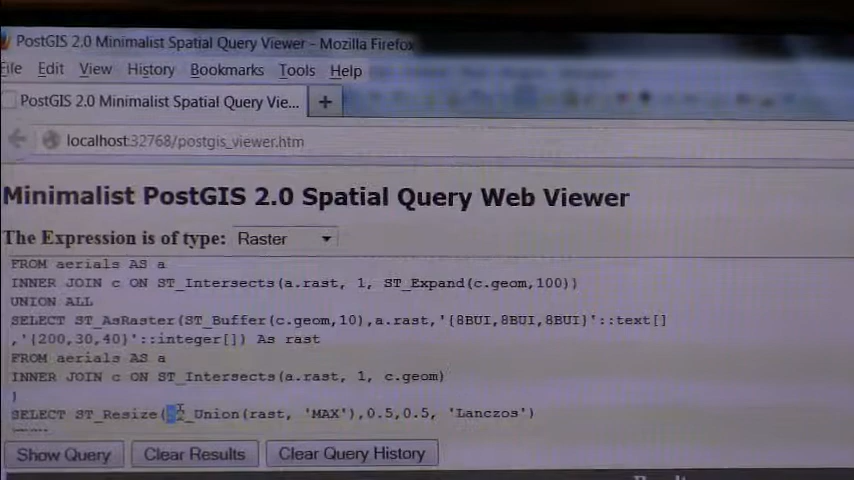 PostGIS 2.0 Minimalist Spatial Query Viewer - Mozilla Firefox
File Edit View History Bookmarks Tools Help
PostGIS 2.0 Minimalist Spatial Query Vie... +
localhost:32768/postgis_viewer.htm
Minimalist PostGIS 2.0 Spatial Query Web Viewer
The Expression is of type: Raster
FROM aerials AS a
INNER JOIN c ON ST_Intersects(a.rast, 1, ST_Expand(c.geom,100))
UNION ALL
SELECT ST_AsRaster(ST_Buffer(c.geom,10),a.rast,'{8BUI,8BUI,8BUI}'::text[]
,'{200,30,40}'::integer[]) As rast
FROM aerials AS a
INNER JOIN c ON ST_Intersects(a.rast, 1, c.geom)
)
SELECT ST_Resize(ST_Union(rast, 'MAX'),0.5,0.5, 'Lanczos')
Show Query Clear Results Clear Query History